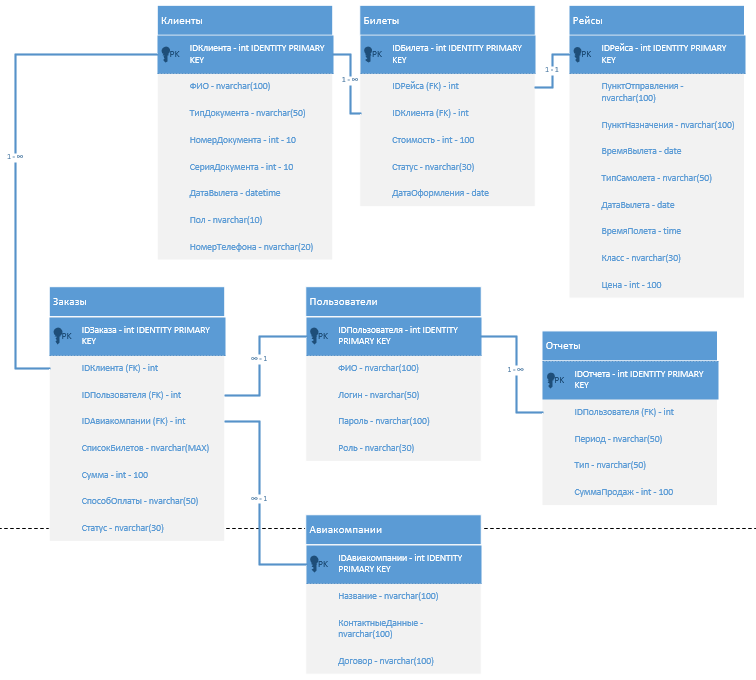 Клиенты
PK
IDКлиента - int IDENTITY PRIMARY
KEY
ФИО - nvarchar(100)
ТипДокумента - nvarchar(50)
НомерДокумента - int - 10
СерияДокумента - int - 10
ДатаВылета - datetime
Пол - nvarchar(10)
НомерТелефона - nvarchar(20)
Билеты
PK
IDБилета - int IDENTITY PRIMARY
KEY
IDРейса (FK) - int
IDКлиента (FK) - int
Стоимость - int - 100
Статус - nvarchar(30)
ДатаОформления - date
Рейсы
PK
IDРейса - int IDENTITY PRIMARY
KEY
ПунктОтправления -
nvarchar(100)
ПунктНазначения - nvarchar(100)
ВремяВылета - date
ТипСамолета - nvarchar(50)
ДатаВылета - date
ВремяПолета - time
Класс - nvarchar(30)
Цена - int - 100
1 - ∞
1 - 1
1 - ∞
Заказы
PK
IDЗаказа - int IDENTITY PRIMARY
KEY
IDКлиента (FK) - int
IDПользователя (FK) - int
IDАвиакомпании (FK) - int
СписокБилетов - nvarchar(MAX)
Сумма - int - 100
СпособОплаты - nvarchar(50)
Статус - nvarchar(30)
∞ - 1
∞ - 1
Пользователи
PK
IDПользователя - int IDENTITY
PRIMARY KEY
ФИО - nvarchar(100)
Логин - nvarchar(50)
Пароль - nvarchar(100)
Роль - nvarchar(30)
1 - ∞
Отчеты
PK
IDОтчета - int IDENTITY PRIMARY
KEY
IDПользователя (FK) - int
Период - nvarchar(50)
Тип - nvarchar(50)
СуммаПродаж - int - 100
Авиакомпании
PK
IDАвиакомпании - int IDENTITY
PRIMARY KEY
Название - nvarchar(100)
КонтактныеДанные -
nvarchar(100)
Договор - nvarchar(100)